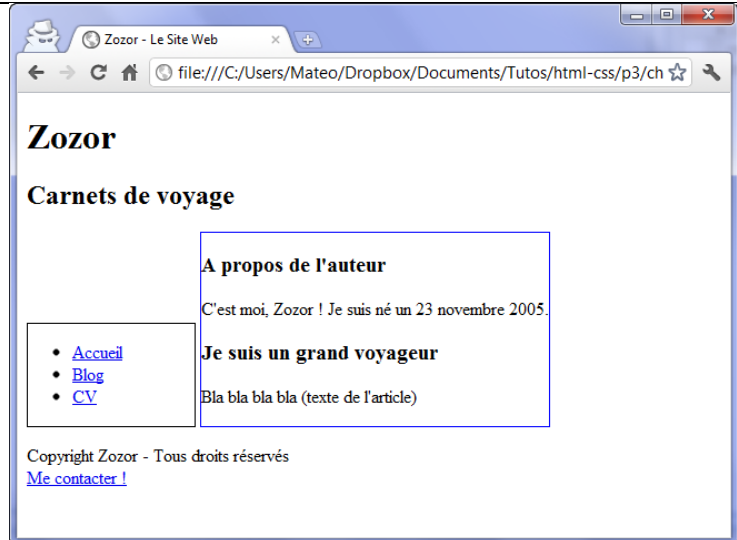 Zozor - Le Site Web
file:///C:/Users/Mateo/Dropbox/Documents/Tutos/html-css/p3/ch
Zozor
Carnets de voyage
Accueil
Blog
CV
A propos de l'auteur
C'est moi, Zozor ! Je suis né un 23 novembre 2005.
Je suis un grand voyageur
Bla bla bla bla (texte de l'article)
Copyright Zozor - Tous droits réservés
Me contacter !